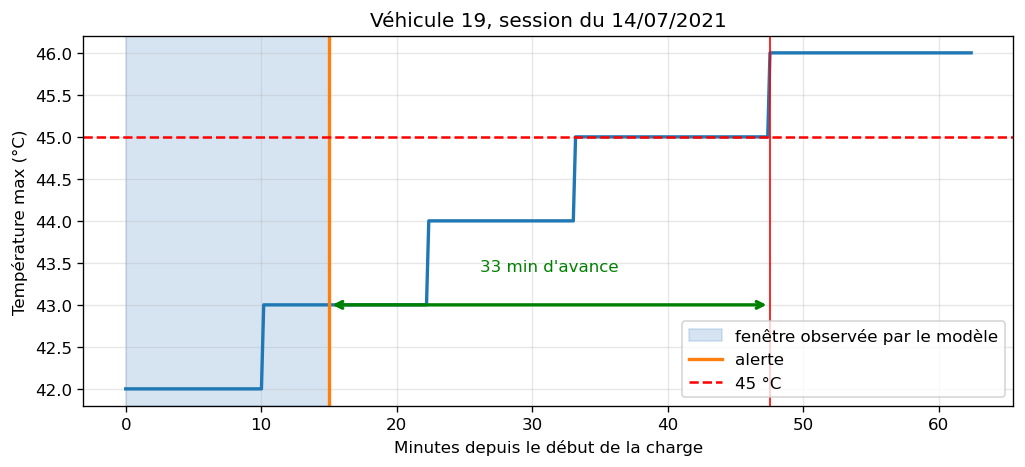 Véhicule 19, session du 14/07/2021
Température max (°C)
46.0
45.5
45.0
44.5
44.0
43.5
43.0
42.5
42.0
33 min d'avance
fenêtre observée par le modèle
alerte
45 °C
0 10 20 30 40 50 60
Minutes depuis le début de la charge